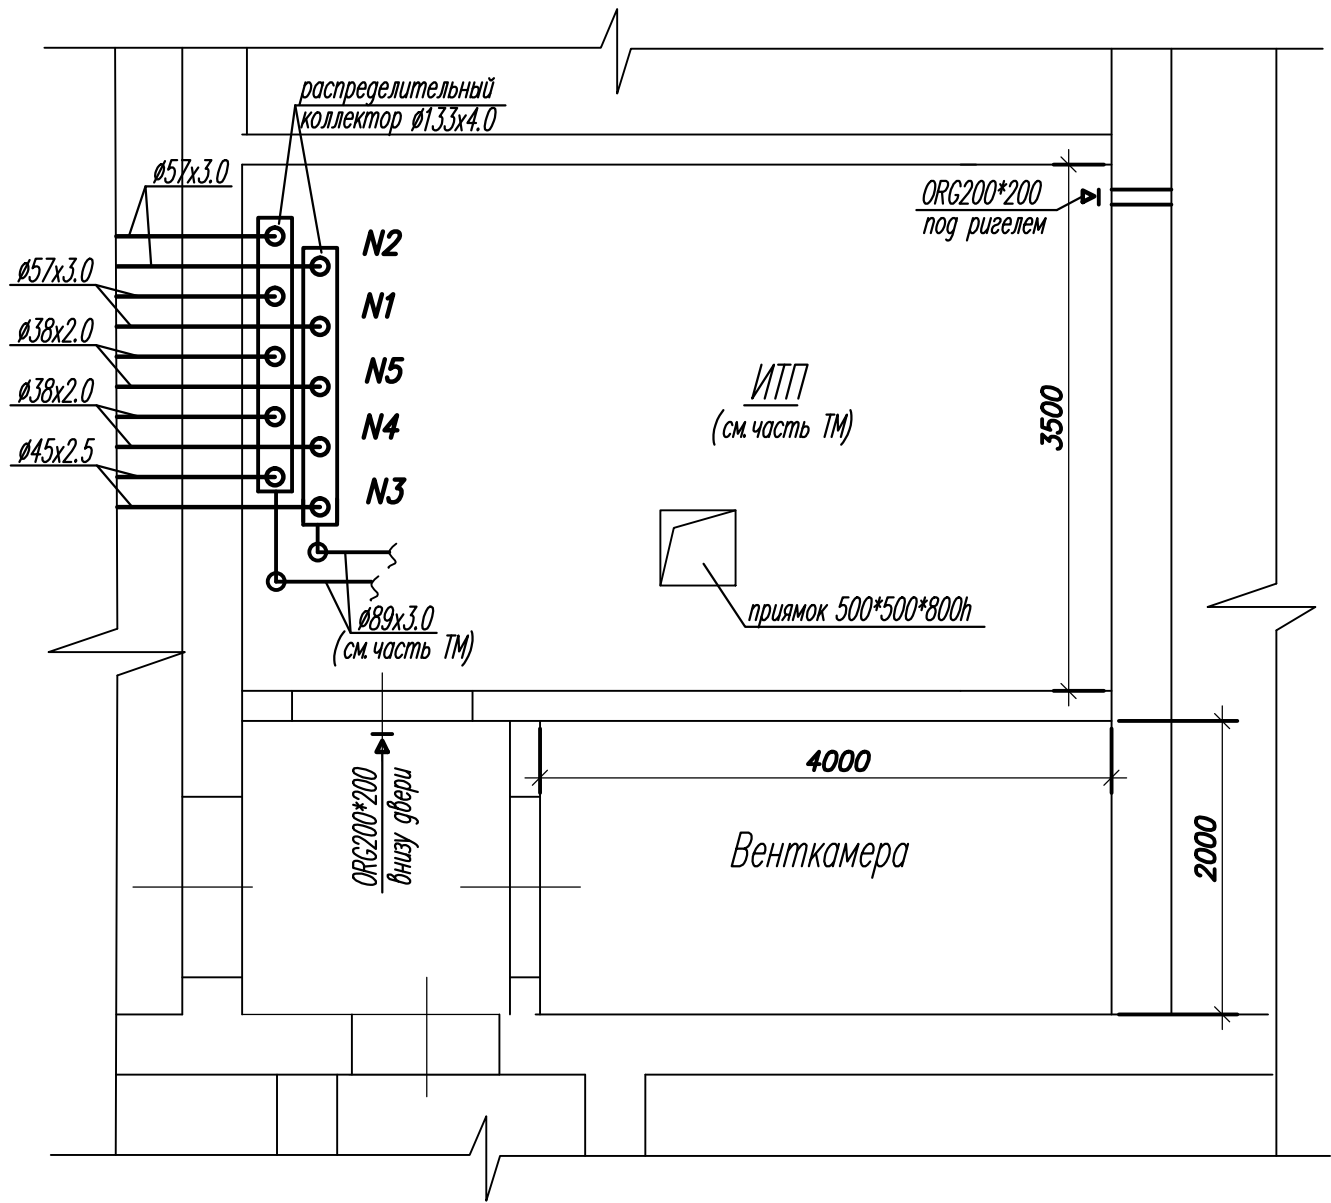 распределительный
коллектор ø133х4.0
ø57х3.0
ORG200*200
под ригелем
N2
ø57х3.0
N1
ø38х2.0
N5
ø38х2.0
N4
ø45х2.5
N3
ИТП
(см.часть ТМ)
3500
приямок 500*500*800h
ø89х3.0
(см.часть ТМ)
4000
ORG200*200
внизу двери
Венткамера
2000